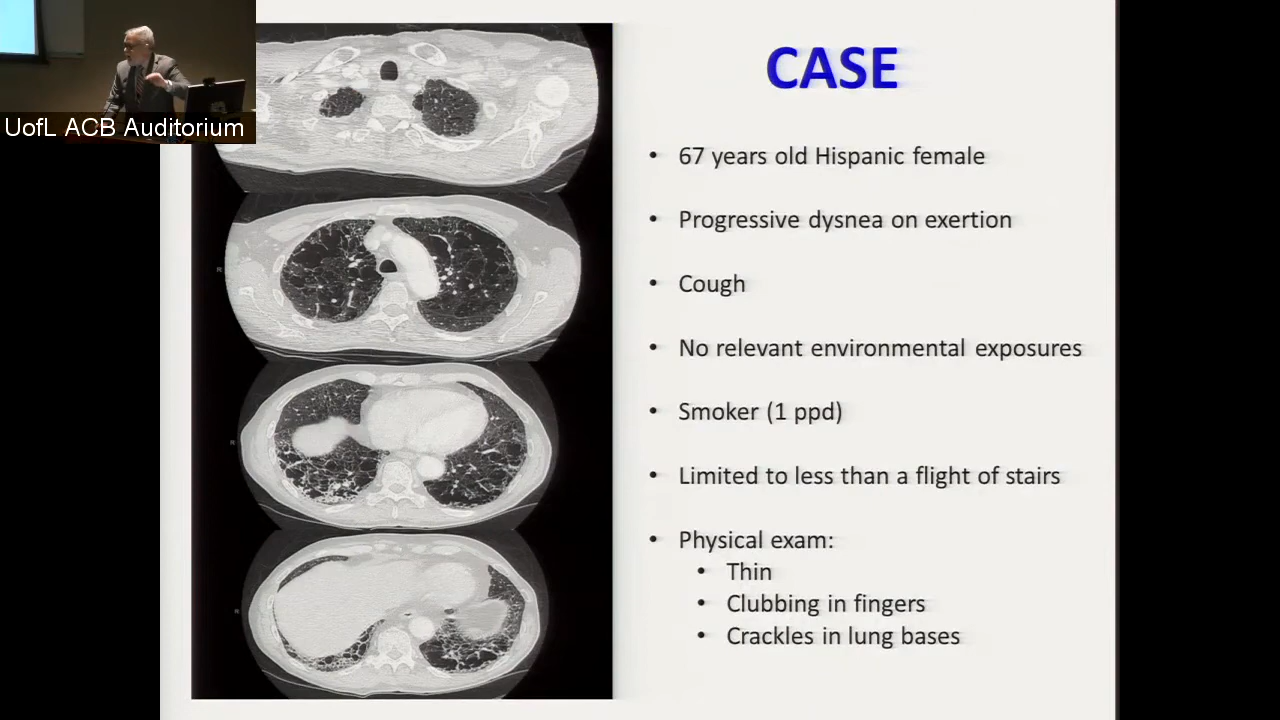 UofL ACB Auditorium
CASE
• 67 years old Hispanic female
• Progressive dysnea on exertion
• Cough
• No relevant environmental exposures
• Smoker (1 ppd)
• Limited to less than a flight of stairs
• Physical exam:
• Thin
• Clubbing in fingers
• Crackles in lung bases
R
R
R